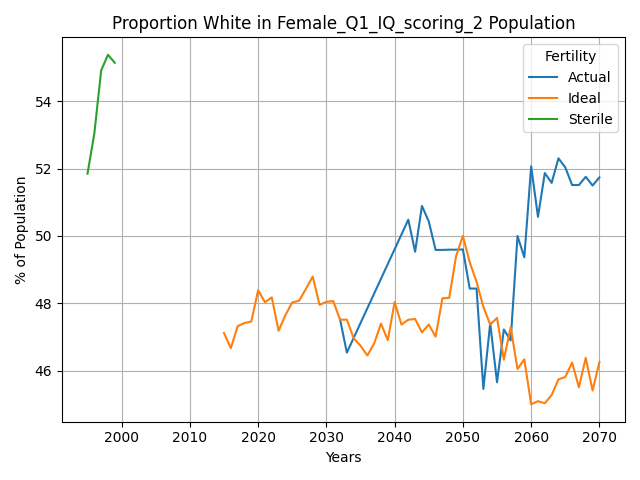 Proportion White in Female_Q1_IQ_scoring_2 Population
Fertility
Actual
Ideal
Sterile
54
52
50
48
46
% of Population
2000 2010 2020 2030 2040 2050 2060 2070
Years